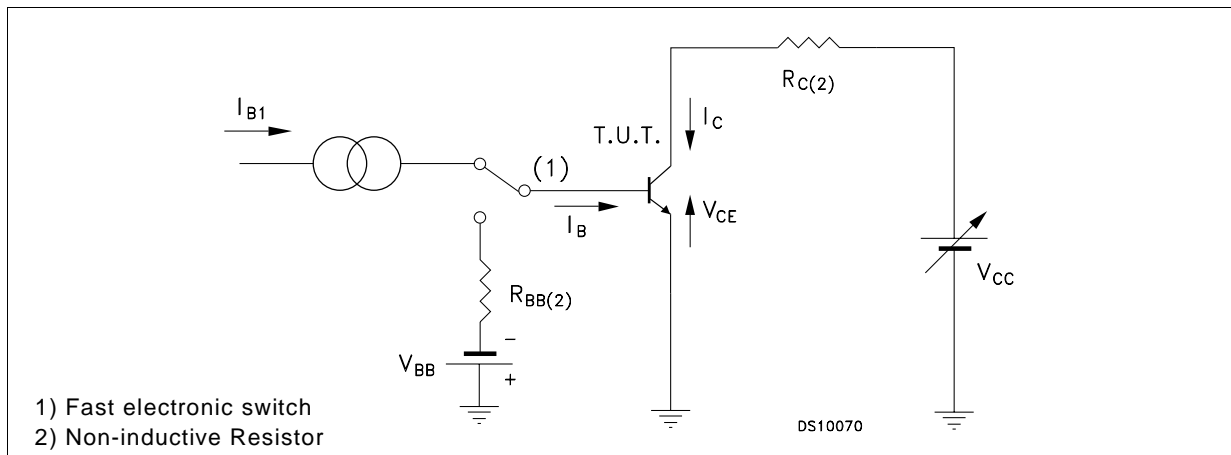 R_C(2)
I_B1
I_C
T.U.T.
(1)
I_B
V_CE
V_CC
R_BB(2)
V_BB
-
+
1) Fast electronic switch
2) Non-inductive Resistor
DS10070